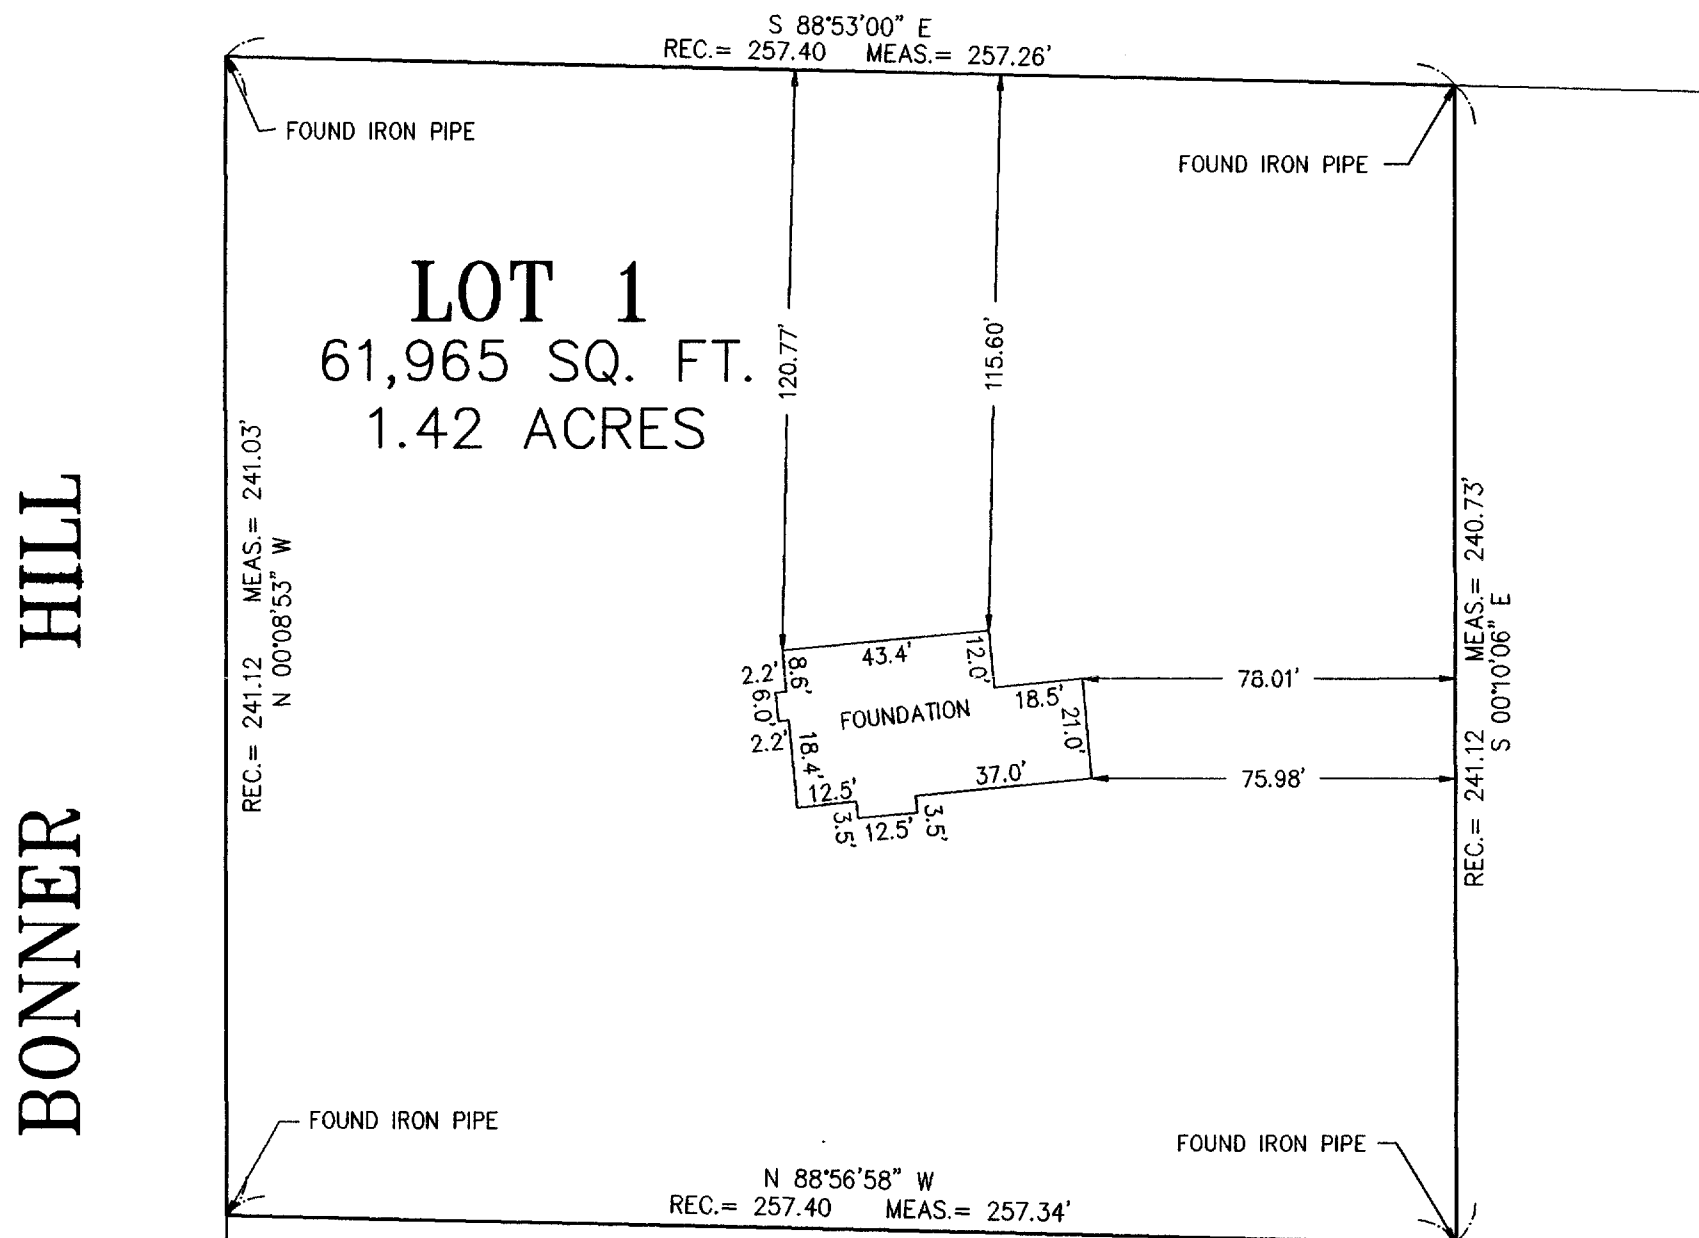 S 88°53'00" E
REC.= 257.40 MEAS.= 257.26'
FOUND IRON PIPE
FOUND IRON PIPE
LOT 1
61,965 SQ. FT.
1.42 ACRES
120.77'
115.60'
REC.= 241.12 MEAS.= 241.03'
N 00°08'53" W
BONNER HILL
REC.= 241.12 MEAS.= 240.73'
S 00°10'06" E
43.4'
12.0'
8.6'
2.2'
6.0'
2.2'
18.4'
FOUNDATION
18.5'
21.0'
78.01'
37.0'
75.98'
12.5'
3.5'
12.5'
3.5'
FOUND IRON PIPE
FOUND IRON PIPE
N 88°56'58" W
REC.= 257.40 MEAS.= 257.34'